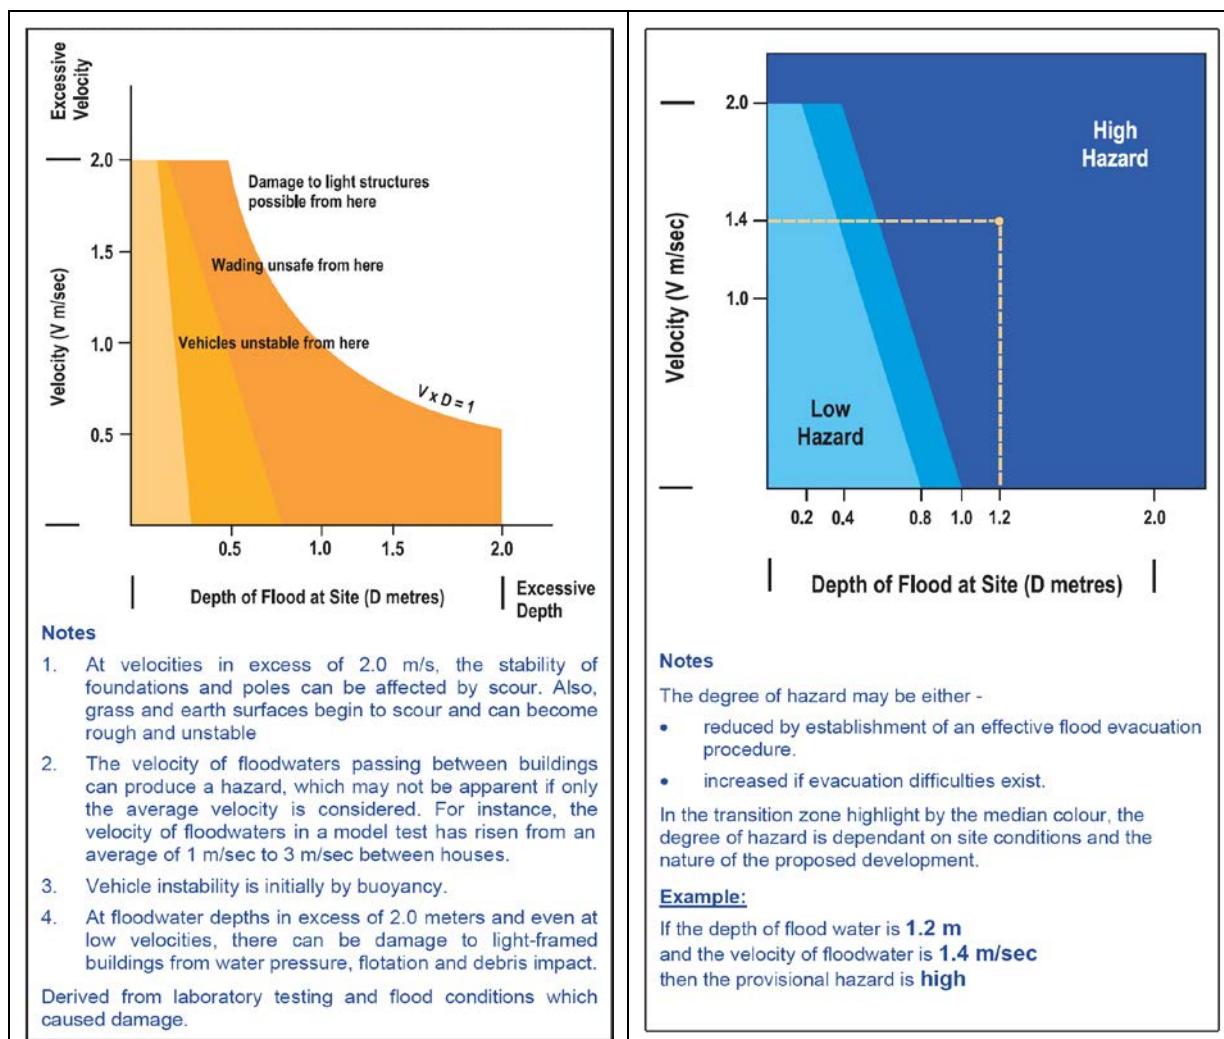 Excessive
Velocity
2.0
Damage to light structures
possible from here
1.5
Wading unsafe from here
Velocity (V m/sec)
1.0
Vehicles unstable from here
V x D = 1
0.5
0.5 1.0 1.5 2.0
Depth of Flood at Site (D metres)
Excessive
Depth
Notes
1. At velocities in excess of 2.0 m/s, the stability of
foundations and poles can be affected by scour. Also,
grass and earth surfaces begin to scour and can become
rough and unstable
2. The velocity of floodwaters passing between buildings
can produce a hazard, which may not be apparent if only
the average velocity is considered. For instance, the
velocity of floodwaters in a model test has risen from an
average of 1 m/sec to 3 m/sec between houses.
3. Vehicle instability is initially by buoyancy.
4. At floodwater depths in excess of 2.0 meters and even at
low velocities, there can be damage to light-framed
buildings from water pressure, flotation and debris impact.
Derived from laboratory testing and flood conditions which
caused damage.
2.0
High
Hazard
1.4
Velocity (V m/sec)
1.0
Low
Hazard
0.2 0.4 0.8 1.0 1.2 2.0
Depth of Flood at Site (D metres)
Notes
The degree of hazard may be either -
• reduced by establishment of an effective flood evacuation
procedure.
• increased if evacuation difficulties exist.
In the transition zone highlight by the median colour, the
degree of hazard is dependant on site conditions and the
nature of the proposed development.
Example:
If the depth of flood water is 1.2 m
and the velocity of floodwater is 1.4 m/sec
then the provisional hazard is high